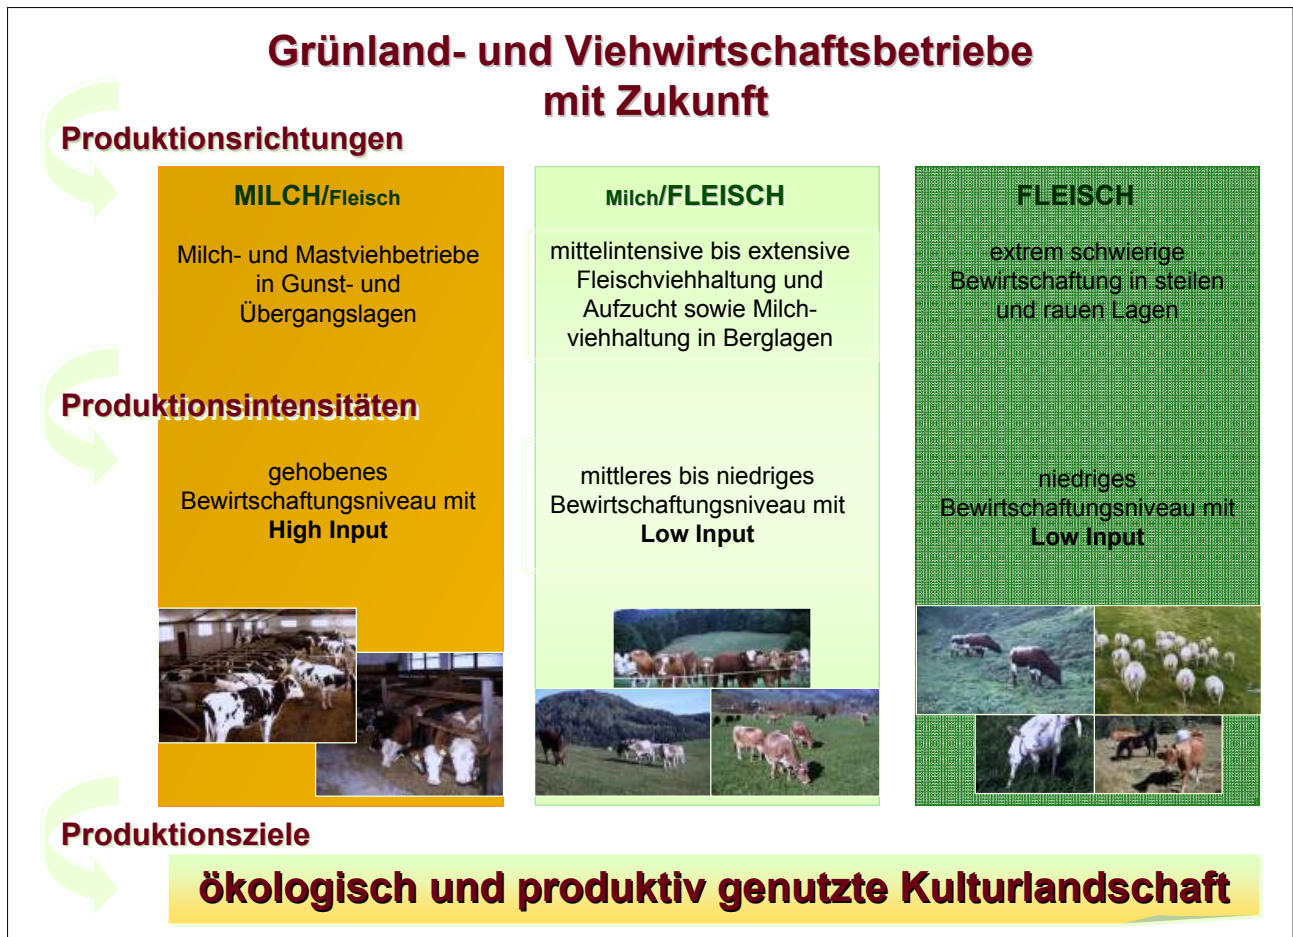 Grünland- und Viehwirtschaftsbetriebe
mit Zukunft
Produktionsrichtungen
MILCH/Fleisch
Milch- und Mastviehbetriebe
in Gunst- und
Übergangslagen
Milch/FLEISCH
mittelintensive bis extensive
Fleischviehhaltung und
Aufzucht sowie Milch-
viehhaltung in Berglagen
FLEISCH
extrem schwierige
Bewirtschaftung in steilen
und rauen Lagen
Produktionsintensitäten
gehobenes
Bewirtschaftungsniveau mit
High Input
mittleres bis niedriges
Bewirtschaftungsniveau mit
Low Input
niedriges
Bewirtschaftungsniveau mit
Low Input
Produktionsziele
ökologisch und produktiv genutzte Kulturlandschaft